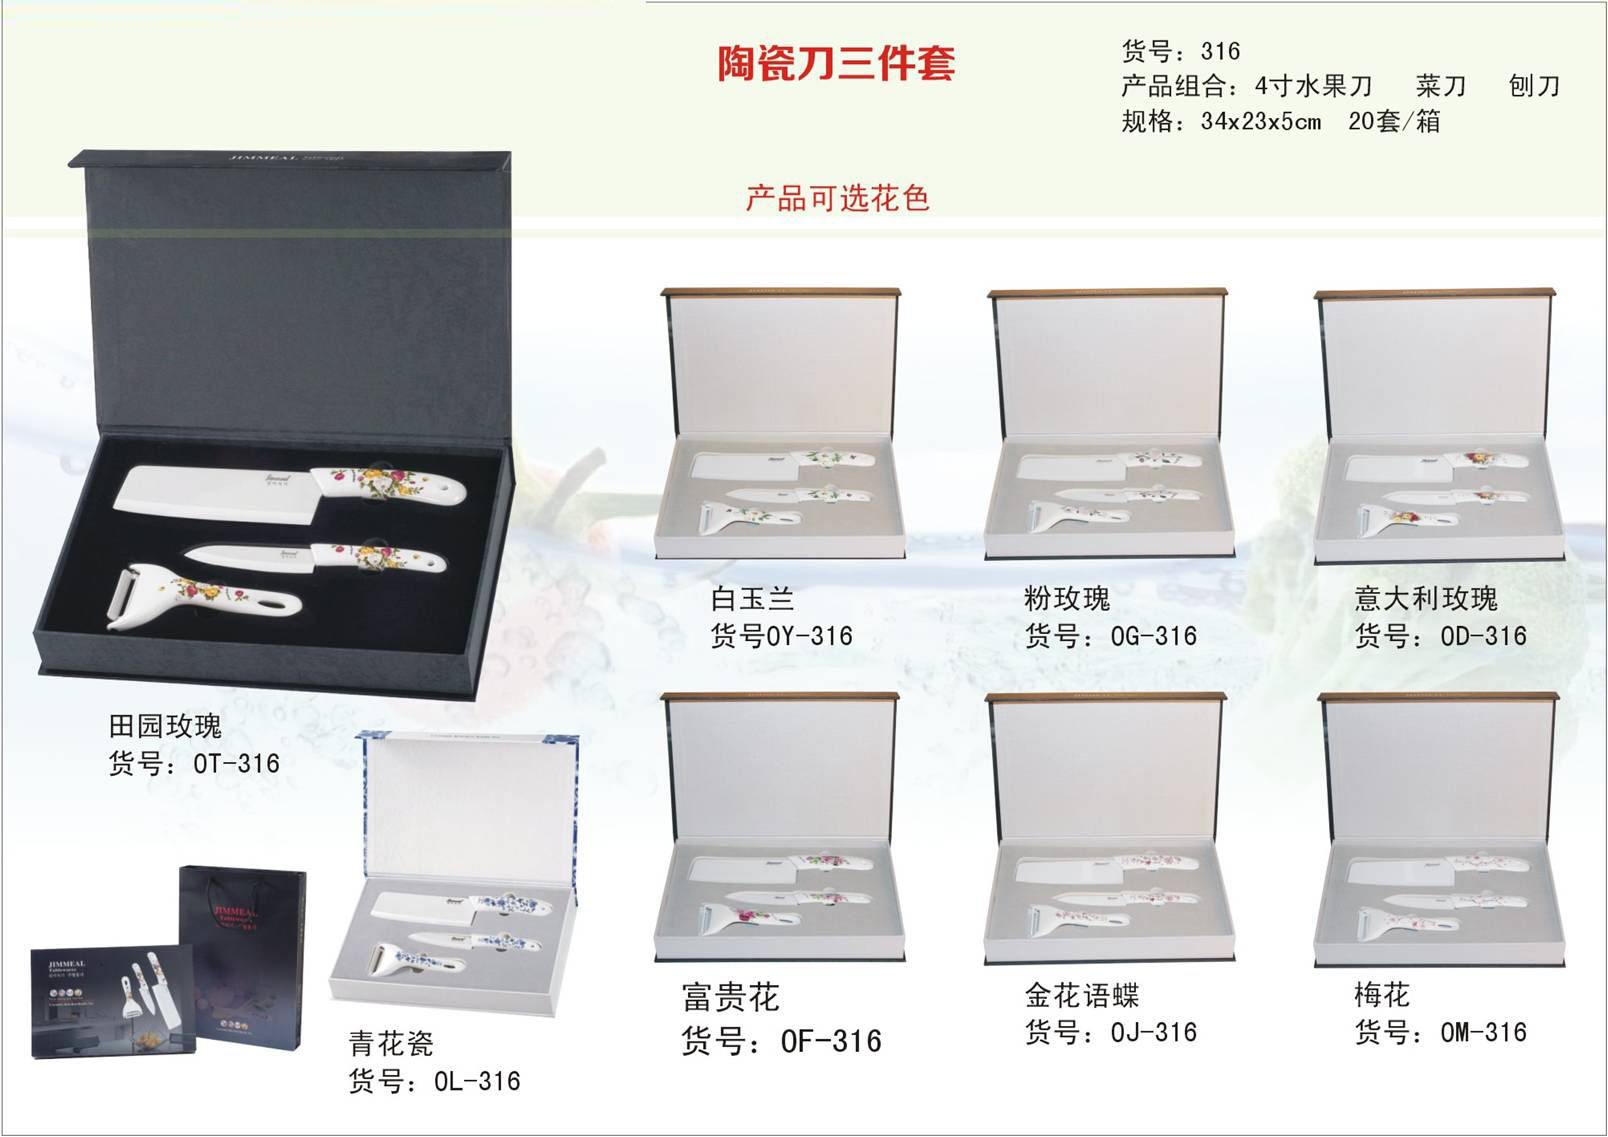 陶瓷刀三件套
货号：316
产品组合：4寸水果刀 菜刀 刨刀
规格：34x23x5cm 20套/箱
产品可选花色
JIMMEAL
Jimmeal
Jimmeal
田园玫瑰
货号：OT-316
白玉兰
货号OY-316
粉玫瑰
货号：OG-316
意大利玫瑰
货号：OD-316
JIMMEAL
JIMMEAL
Tableware
青花瓷
货号：OL-316
富贵花
货号：OF-316
金花语蝶
货号：OJ-316
梅花
货号：OM-316